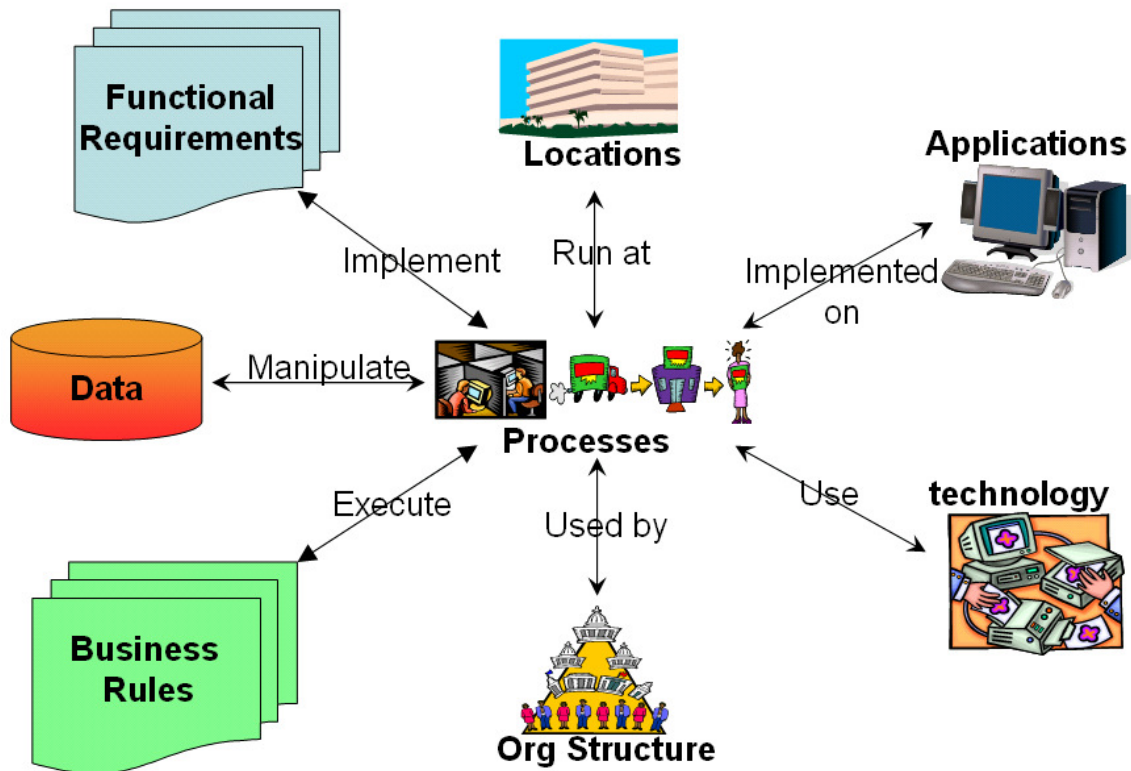 Functional
Requirements
Locations
Applications
Implement
Run at
Implemented
on
Data
Manipulate
Processes
Execute
Used by
Use
technology
Business
Rules
Org Structure